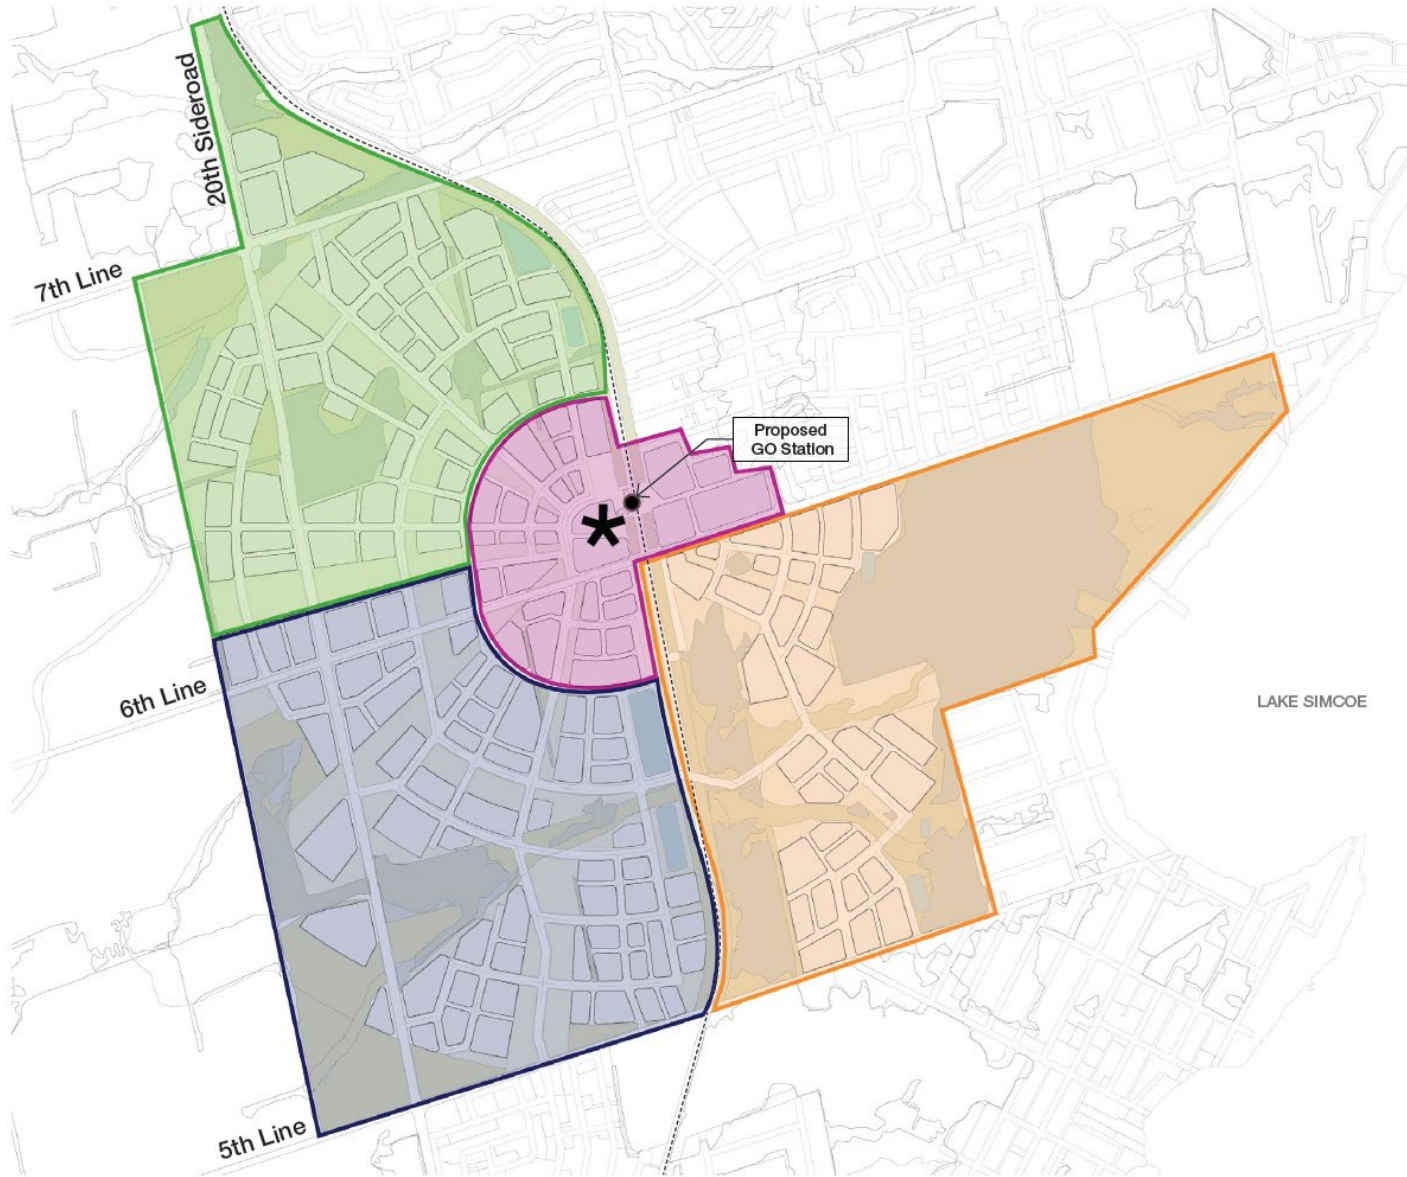 20th Sideroad
7th Line
Proposed
GO Station
*
6th Line
LAKE SIMCOE
5th Line